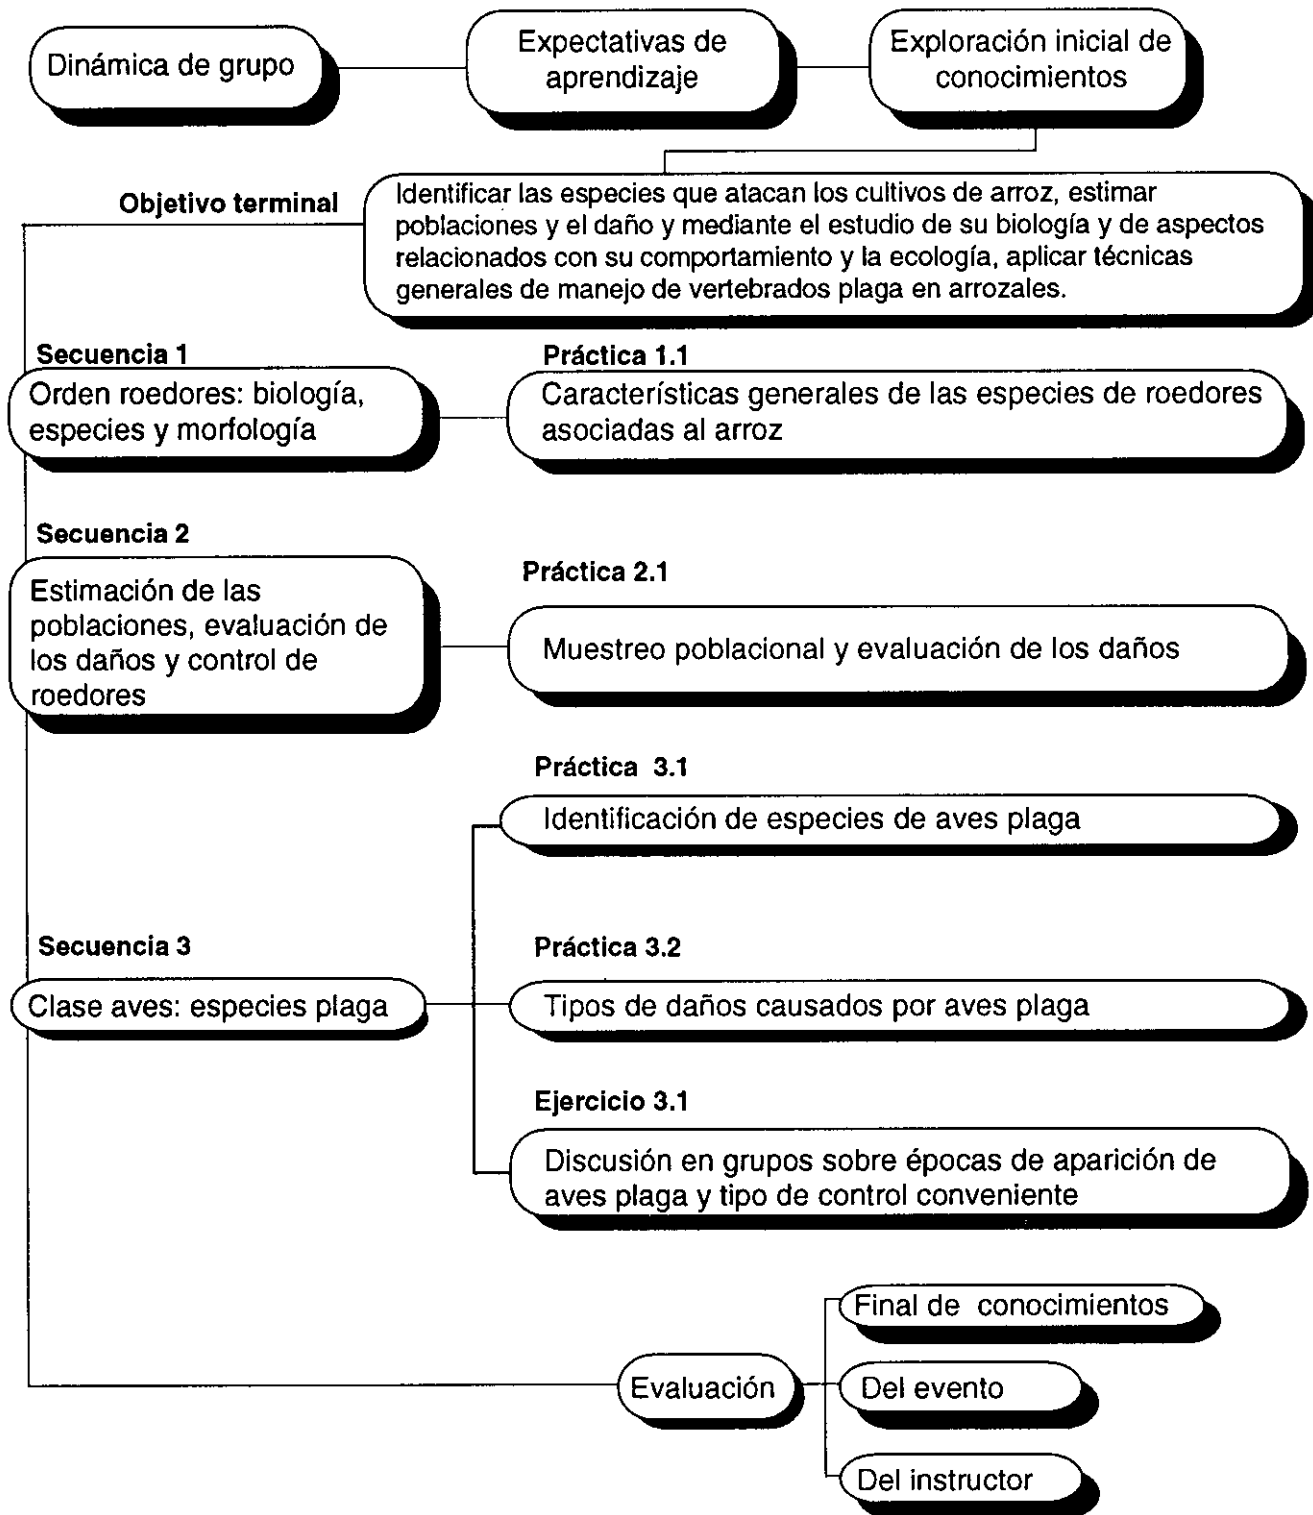 Dinámica de grupo
Expectativas de
aprendizaje
Exploración inicial de
conocimientos
Objetivo terminal
Identificar las especies que atacan los cultivos de arroz, estimar
poblaciones y el daño y mediante el estudio de su biología y de aspectos
relacionados con su comportamiento y la ecología, aplicar técnicas
generales de manejo de vertebrados plaga en arrozales.
Secuencia 1
Orden roedores: biología,
especies y morfología
Práctica 1.1
Características generales de las especies de roedores
asociadas al arroz
Secuencia 2
Estimación de las
poblaciones, evaluación de
los daños y control de
roedores
Práctica 2.1
Muestreo poblacional y evaluación de los daños
Práctica 3.1
Identificación de especies de aves plaga
Secuencia 3
Clase aves: especies plaga
Práctica 3.2
Tipos de daños causados por aves plaga
Ejercicio 3.1
Discusión en grupos sobre épocas de aparición de
aves plaga y tipo de control conveniente
Evaluación
Final de conocimientos
Del evento
Del instructor